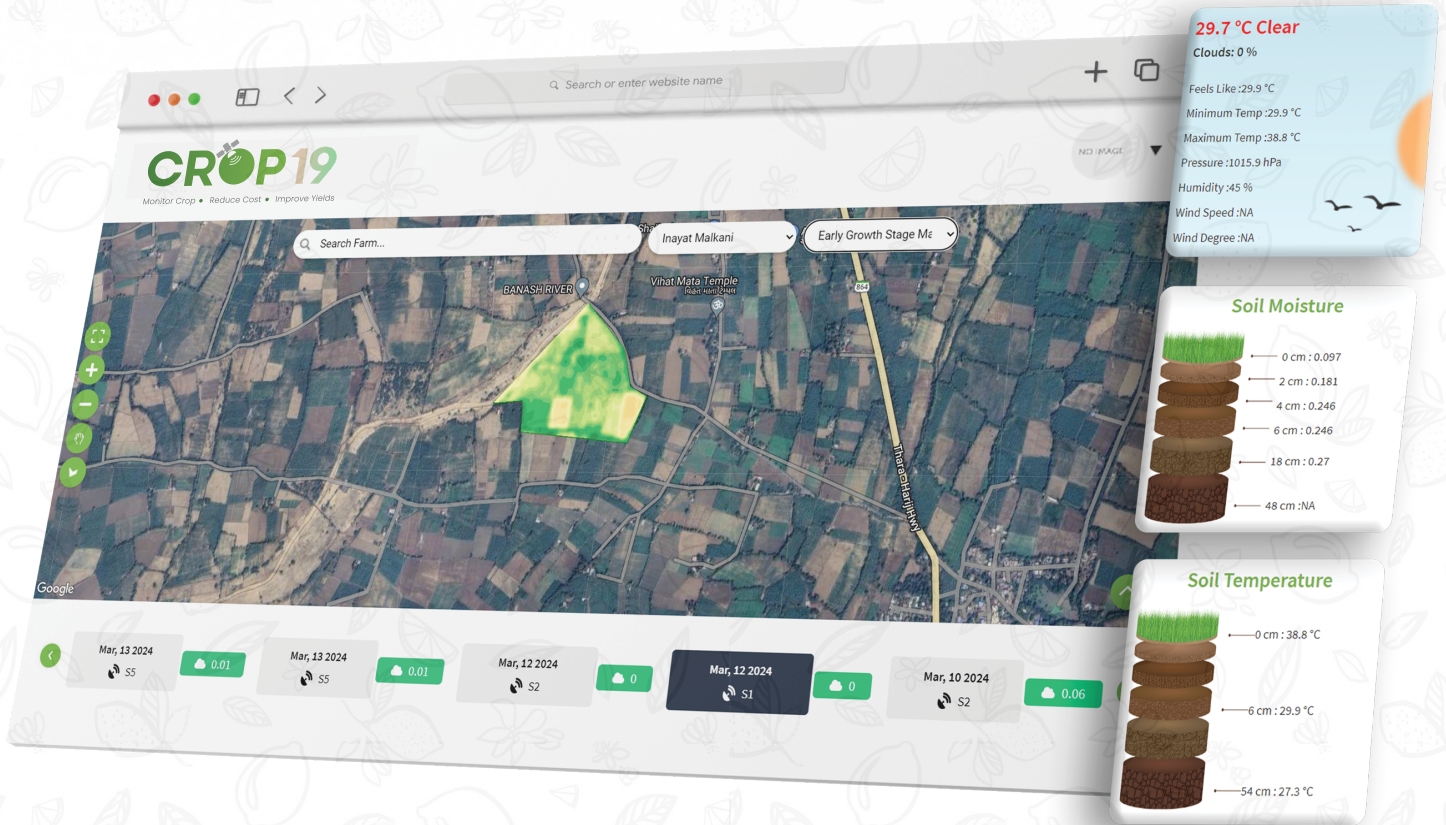 Search or enter website name
CROP19
Monitor Crop • Reduce Cost • Improve Yields
NO IMAGE
Search Farm...
Inayat Malkani
Early Growth Stage Ma
BANASH RIVER
Vihat Mata Temple
864
Tharad - Harij Hwy
Google
Mar, 13 2024
S5
0.01
Mar, 13 2024
S5
0.01
Mar, 12 2024
S2
0
Mar, 12 2024
S1
0
Mar, 10 2024
S2
0.06
29.7 °C Clear
Clouds: 0 %
Feels Like :29.9 °C
Minimum Temp :29.9 °C
Maximum Temp :38.8 °C
Pressure :1015.9 hPa
Humidity :45 %
Wind Speed :NA
Wind Degree :NA
Soil Moisture
0 cm : 0.097
2 cm : 0.181
4 cm : 0.246
6 cm : 0.246
18 cm : 0.27
48 cm :NA
Soil Temperature
0 cm : 38.8 °C
6 cm : 29.9 °C
54 cm : 27.3 °C